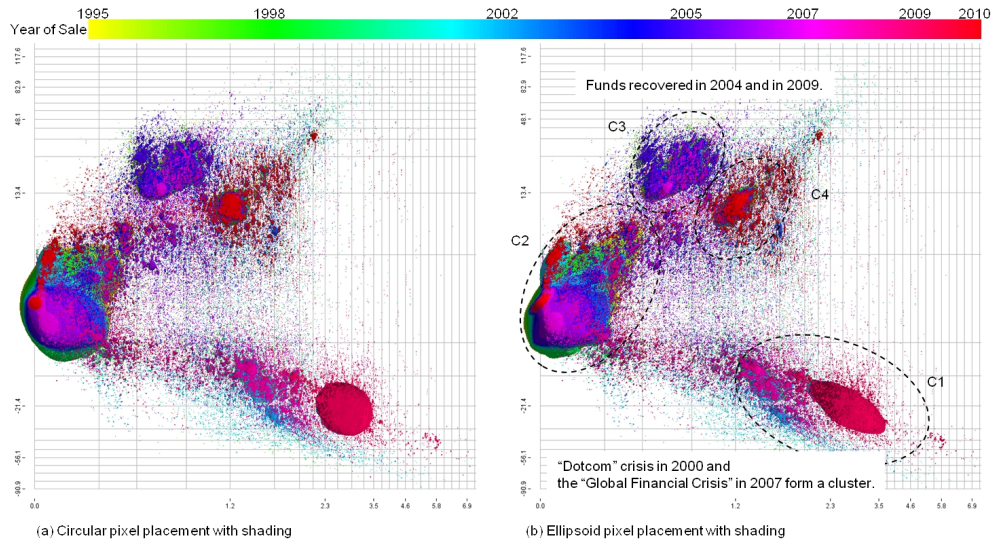 1995 1998 2002 2005 2007 2009 2010
Year of Sale
117.6 117.6
82.9 82.9
Funds recovered in 2004 and in 2009.
48.1 48.1
C3
13.4 13.4
C4
C2
C1
-21.4 -21.4
-56.1 -56.1
"Dotcom" crisis in 2000 and
the "Global Financial Crisis" in 2007 form a cluster.
-90.9 -90.9
0.0 1.2 2.3 3.5 4.6 5.8 6.9 0.0 1.2 2.3 3.5 4.6 5.8 6.9
(a) Circular pixel placement with shading (b) Ellipsoid pixel placement with shading